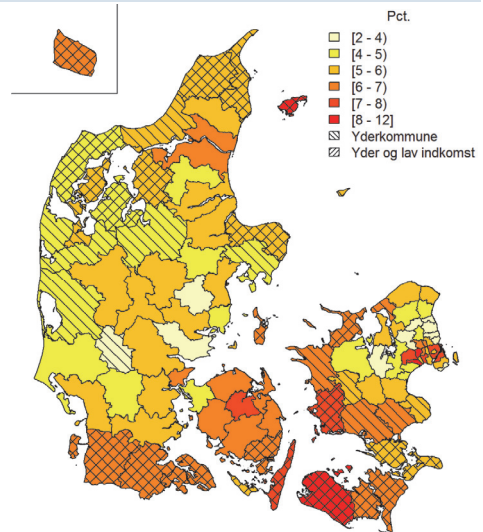 Pct.
[2 - 4)
[4 - 5)
[5 - 6)
[6 - 7)
[7 - 8)
[8 - 12]
Yderkommune
Yder og lav indkomst